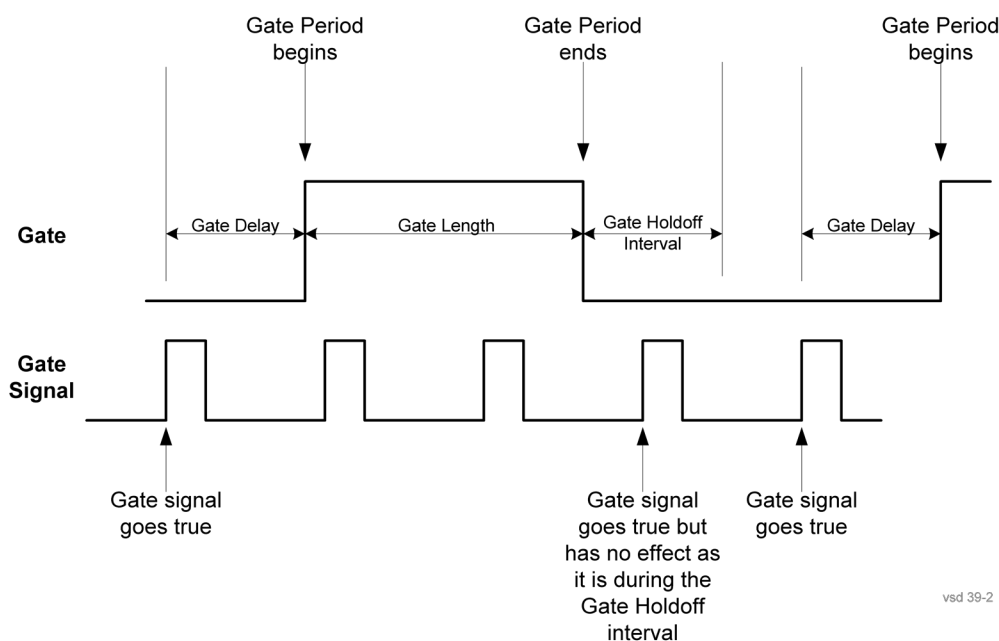 Gate Period
begins
Gate Period
ends
Gate Period
begins
Gate
Gate Delay
Gate Length
Gate Holdoff
Interval
Gate Delay
Gate
Signal
Gate signal
goes true
Gate signal
goes true but
has no effect as
it is during the
Gate Holdoff
interval
Gate signal
goes true
vsd 39-2